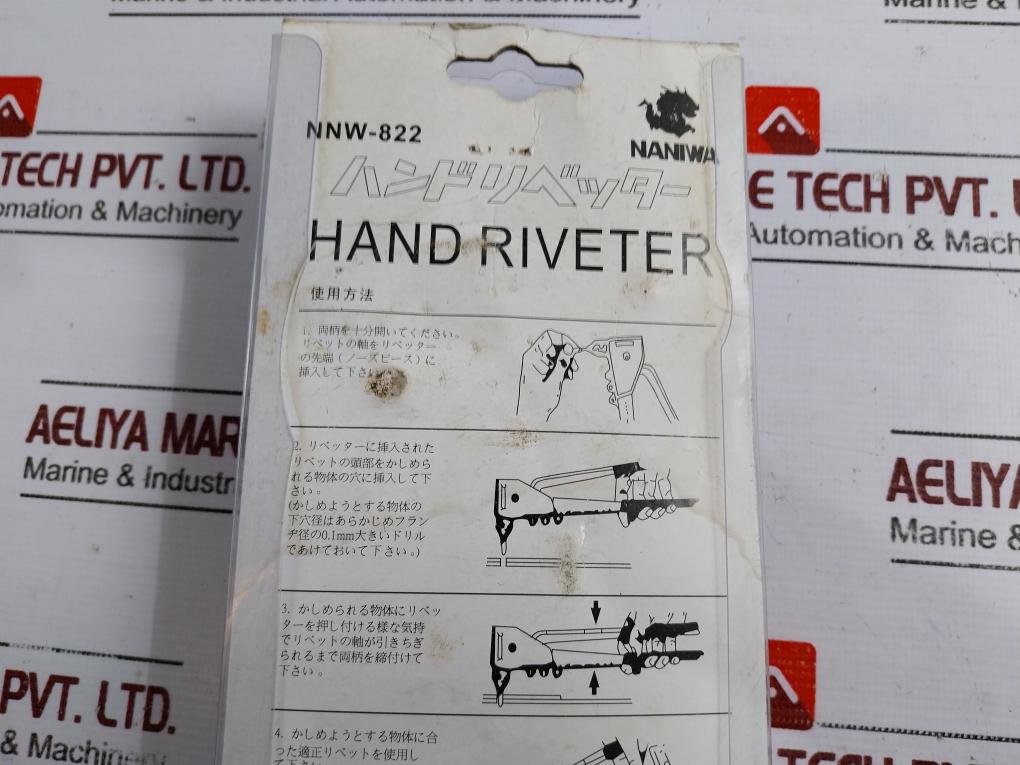 Marine & Industrial Automation & Machinery
NNW-822
NANIWA
ハンドリベッター
HAND RIVETER
使用方法
1. 両柄を十分開いてください。
リベットの軸をリベッター
の先端(ノーズピース)に
挿入して下さ
2. リベッターに挿入された
リベットの頭部をかしめら
れる物体の穴に挿入して下
さい。
(かしめようとする物体の
下穴径はあらかじめフラン
ヂ径の0.1mm大きいドリル
であけておいて下さい。)
3. かしめられる物体にリベッ
ターを押し付ける様な気持
でリベットの軸が引きちぎ
られるまで両柄を締付けて
下さい。
4. かしめようとする物体に合
った適正リベットを使用し
TECH PVT. LTD.
omation & Machinery
AELIYA MAR
Marine & Industr
PVT. LTD.
& Machinery
E TECH PVT.
Automation & Mach
AELIYA
Marine &